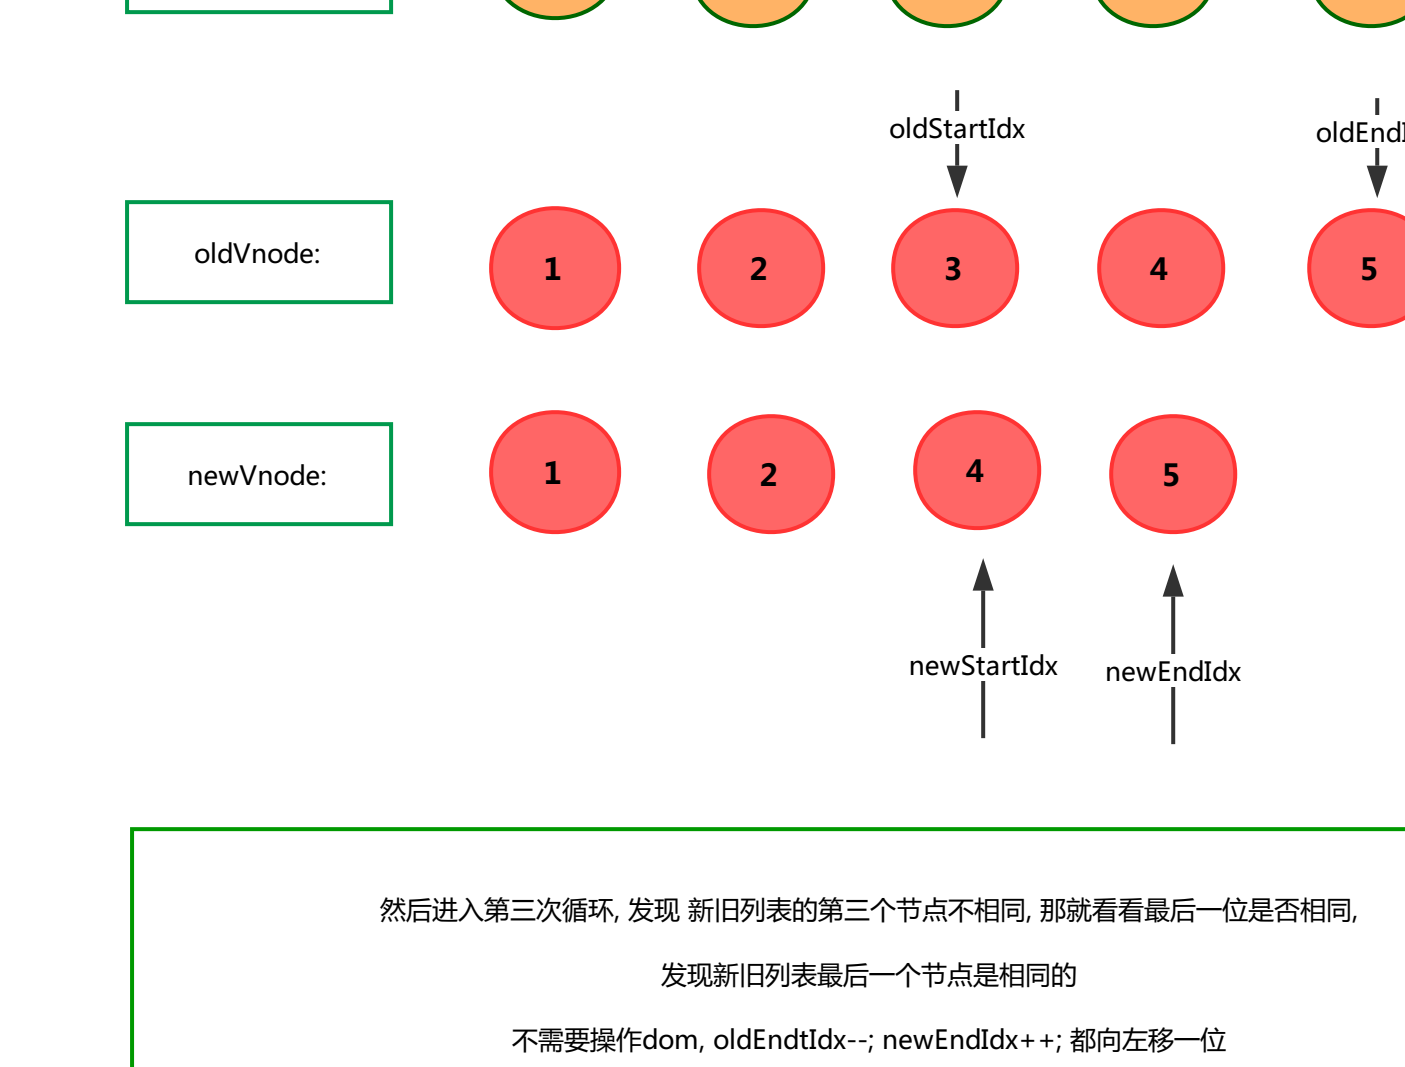 oldStartIdx
oldEndI
oldVnode:
1 2 3 4 5
newVnode:
1 2 4 5
newStartIdx
newEndIdx
然后进入第三次循环, 发现 新旧列表的第三个节点不相同, 那就看看最后一位是否相同,
发现新旧列表最后一个节点是相同的
不需要操作dom, oldEndtIdx--; newEndIdx++; 都向左移一位